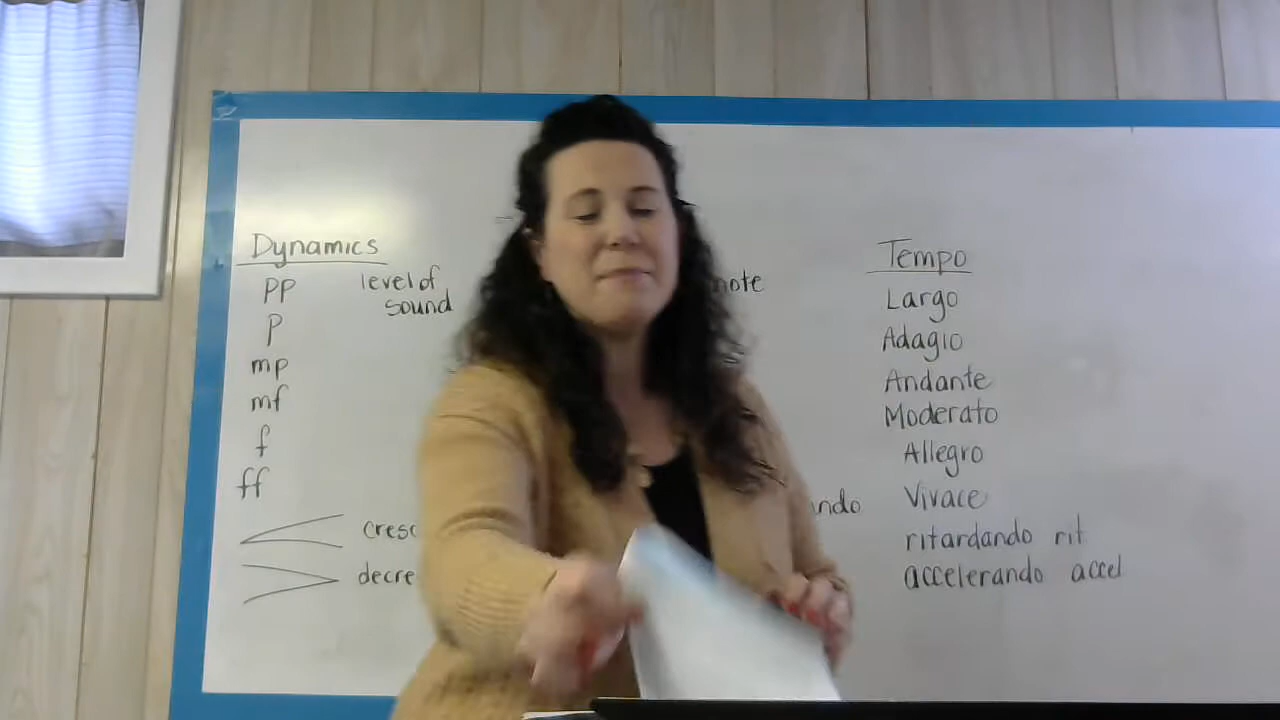 Dynamics
pp level of
sound
p
mp
mf
f
ff
cresc
decre
note
ando
Tempo
Largo
Adagio
Andante
Moderato
Allegro
Vivace
ritardando rit
accelerando accel